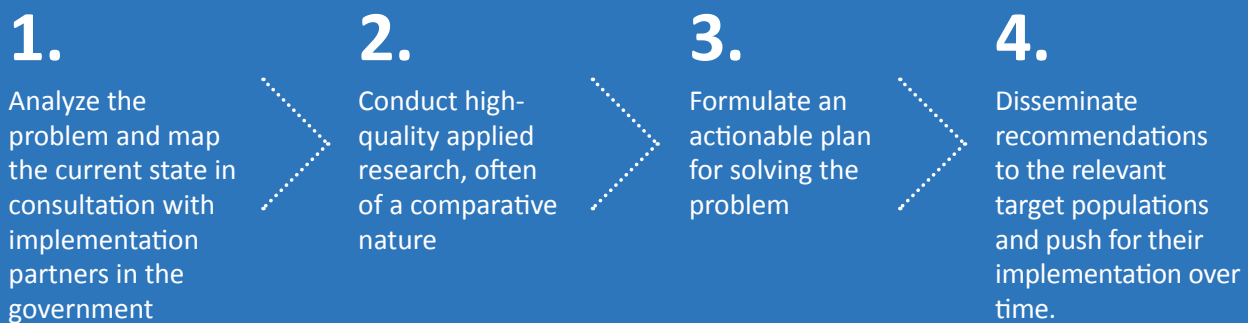 1.
Analyze the
problem and map
the current state in
consultation with
implementation
partners in the
government
2.
Conduct high-
quality applied
research, often
of a comparative
nature
3.
Formulate an
actionable plan
for solving the
problem
4.
Disseminate
recommendations
to the relevant
target populations
and push for their
implementation over
time.